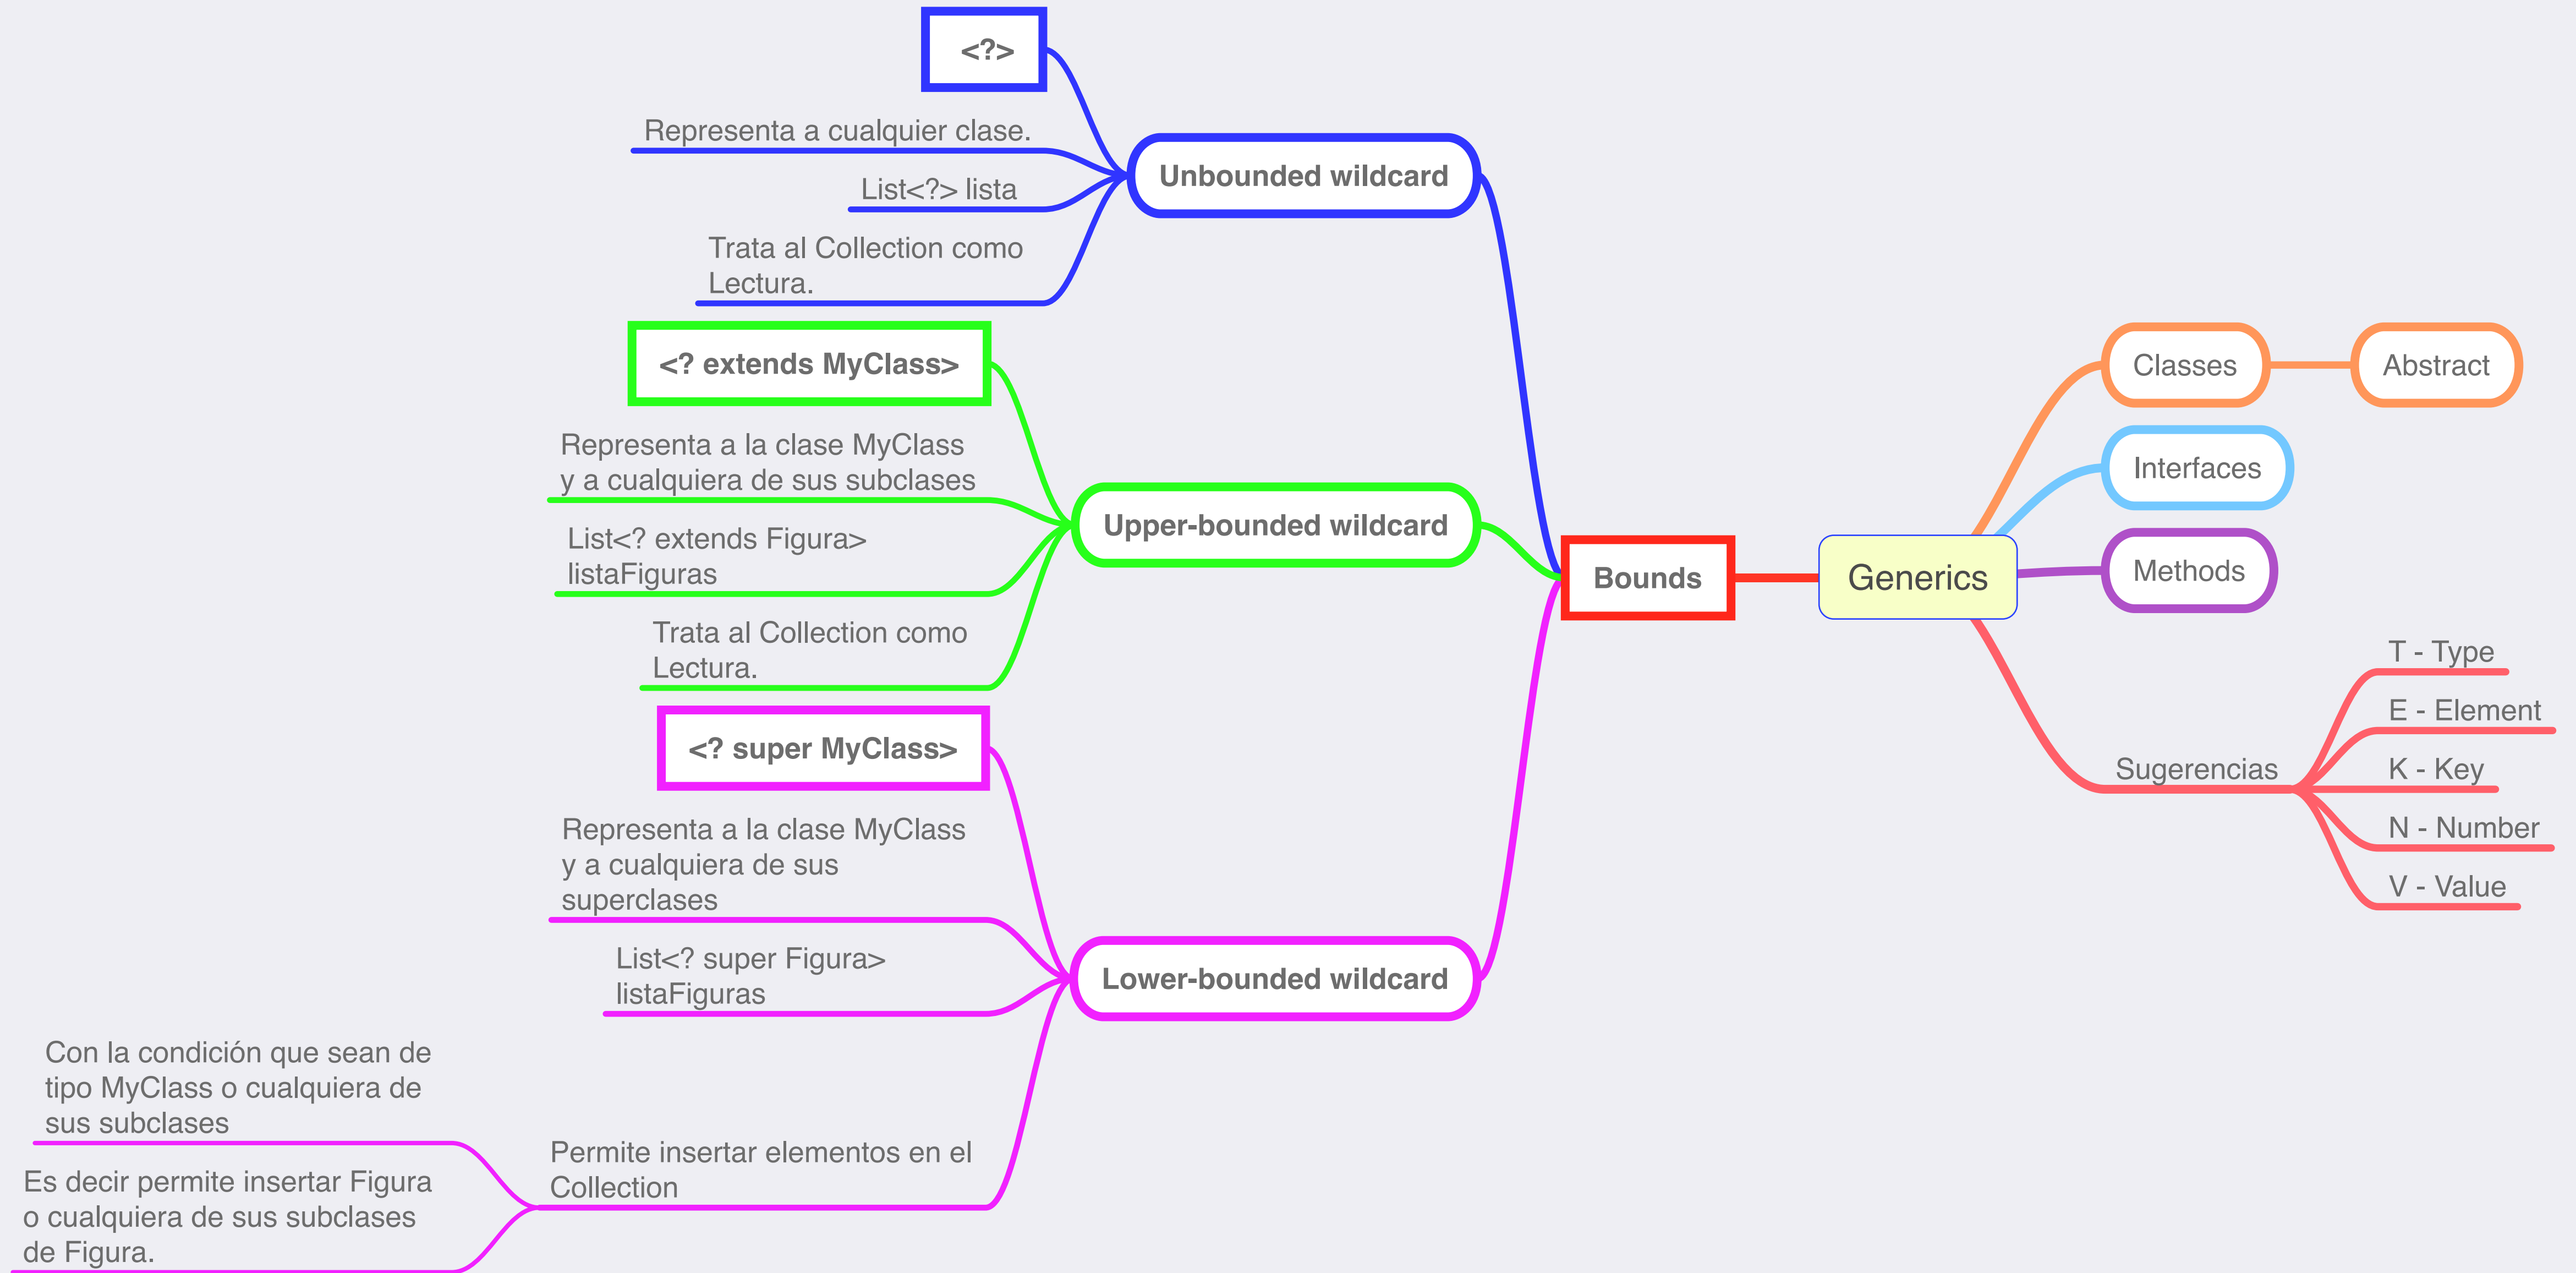 <?>
Representa a cualquier clase.
List<?> lista
Trata al Collection como
Lectura.
Unbounded wildcard
<? extends MyClass>
Representa a la clase MyClass
y a cualquiera de sus subclases
List<? extends Figura>
listaFiguras
Trata al Collection como
Lectura.
Upper-bounded wildcard
<? super MyClass>
Representa a la clase MyClass
y a cualquiera de sus
superclases
List<? super Figura>
listaFiguras
Lower-bounded wildcard
Con la condición que sean de
tipo MyClass o cualquiera de
sus subclases
Es decir permite insertar Figura
o cualquiera de sus subclases
de Figura.
Permite insertar elementos en el
Collection
Bounds
Generics
Classes
Abstract
Interfaces
Methods
Sugerencias
T - Type
E - Element
K - Key
N - Number
V - Value